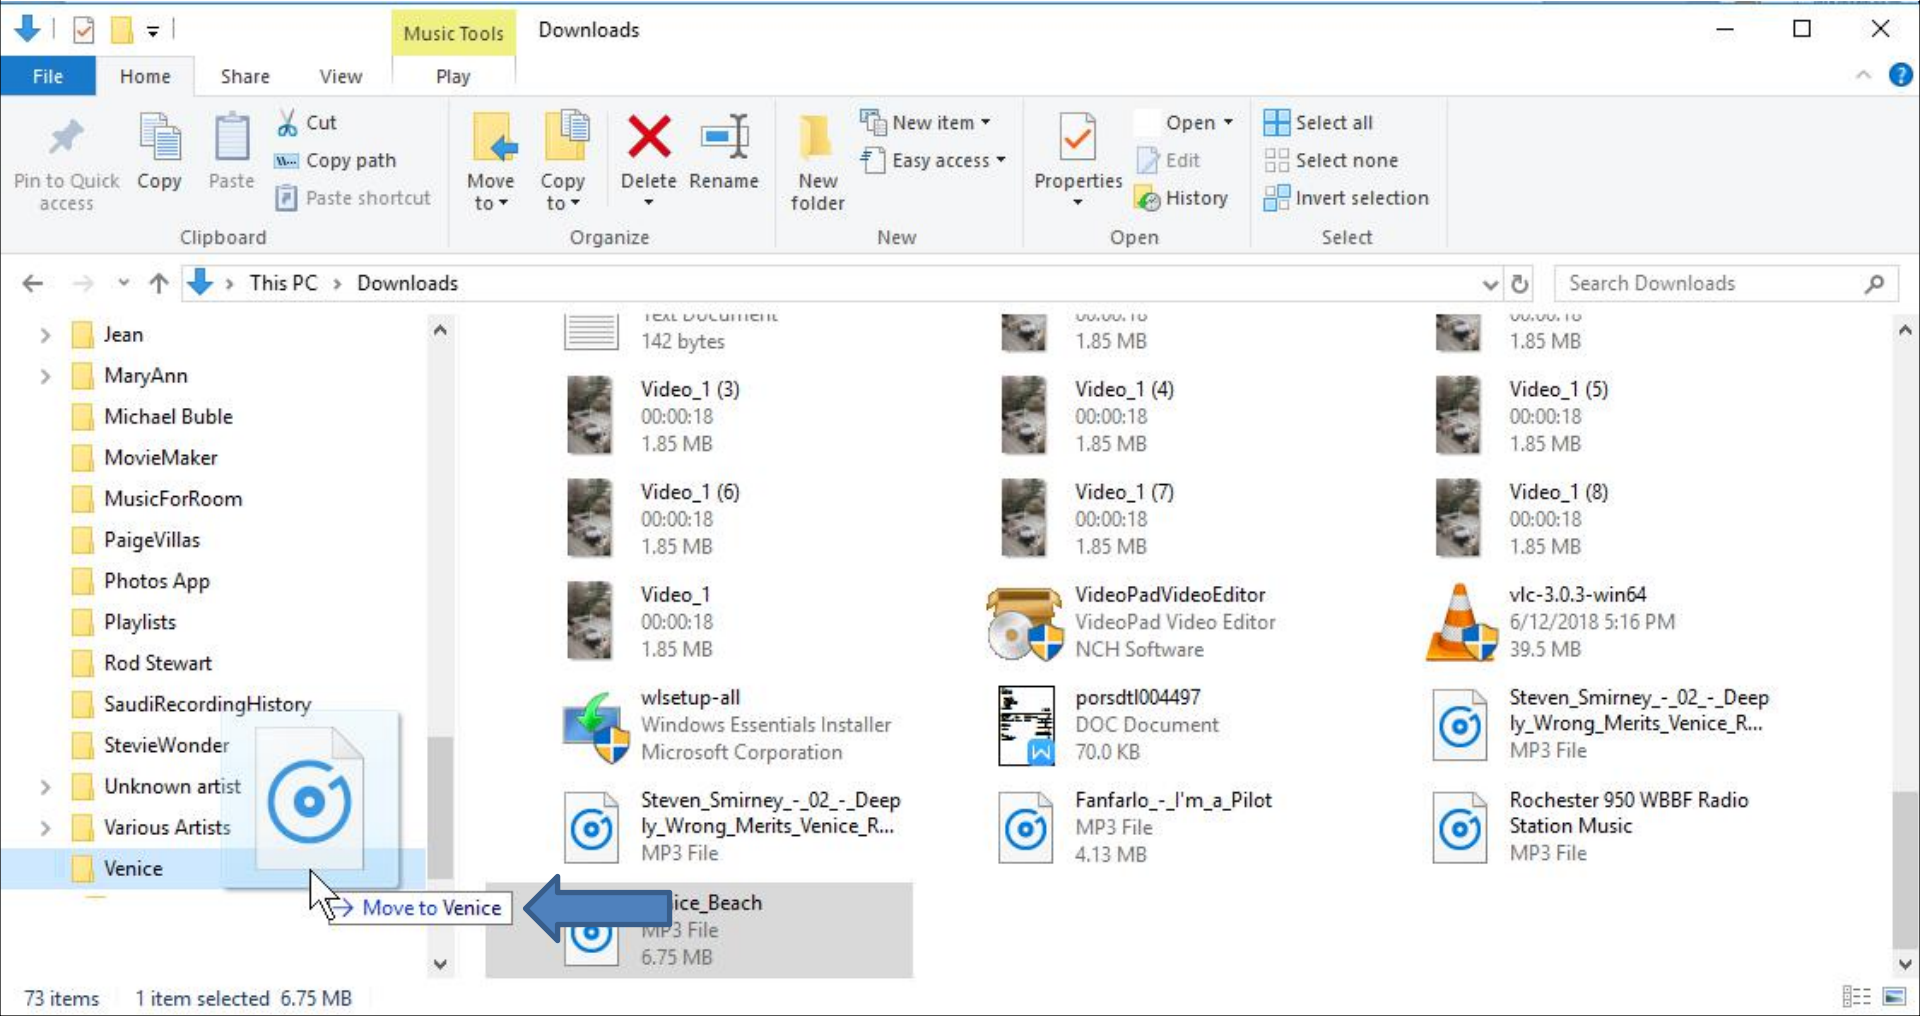 Music Tools
Downloads
File
Home
Share
View
Play
Pin to Quick access
Copy
Paste
Cut
Copy path
Paste shortcut
Move to
Copy to
Delete
Rename
New folder
New item
Easy access
Properties
Open
Edit
History
Select all
Select none
Invert selection
Clipboard
Organize
New
Open
Select
This PC
Downloads
Search Downloads
Jean
MaryAnn
Michael Buble
MovieMaker
MusicForRoom
PaigeVillas
Photos App
Playlists
Rod Stewart
SaudiRecordingHistory
StevieWonder
Unknown artist
Various Artists
Venice
Move to Venice
Text Document
142 bytes
00:00:18
1.85 MB
00:00:18
1.85 MB
Video_1 (3)
00:00:18
1.85 MB
Video_1 (4)
00:00:18
1.85 MB
Video_1 (5)
00:00:18
1.85 MB
Video_1 (6)
00:00:18
1.85 MB
Video_1 (7)
00:00:18
1.85 MB
Video_1 (8)
00:00:18
1.85 MB
Video_1
00:00:18
1.85 MB
VideoPadVideoEditor
VideoPad Video Editor
NCH Software
vlc-3.0.3-win64
6/12/2018 5:16 PM
39.5 MB
wlsetup-all
Windows Essentials Installer
Microsoft Corporation
porsdtl004497
DOC Document
70.0 KB
Steven_Smirney_-_02_-_Deep
ly_Wrong_Merits_Venice_R...
MP3 File
Steven_Smirney_-_02_-_Deep
ly_Wrong_Merits_Venice_R...
MP3 File
Fanfarlo_-_I'm_a_Pilot
MP3 File
4.13 MB
Rochester 950 WBBF Radio
Station Music
MP3 File
ice_Beach
MP3 File
6.75 MB
73 items
1 item selected 6.75 MB